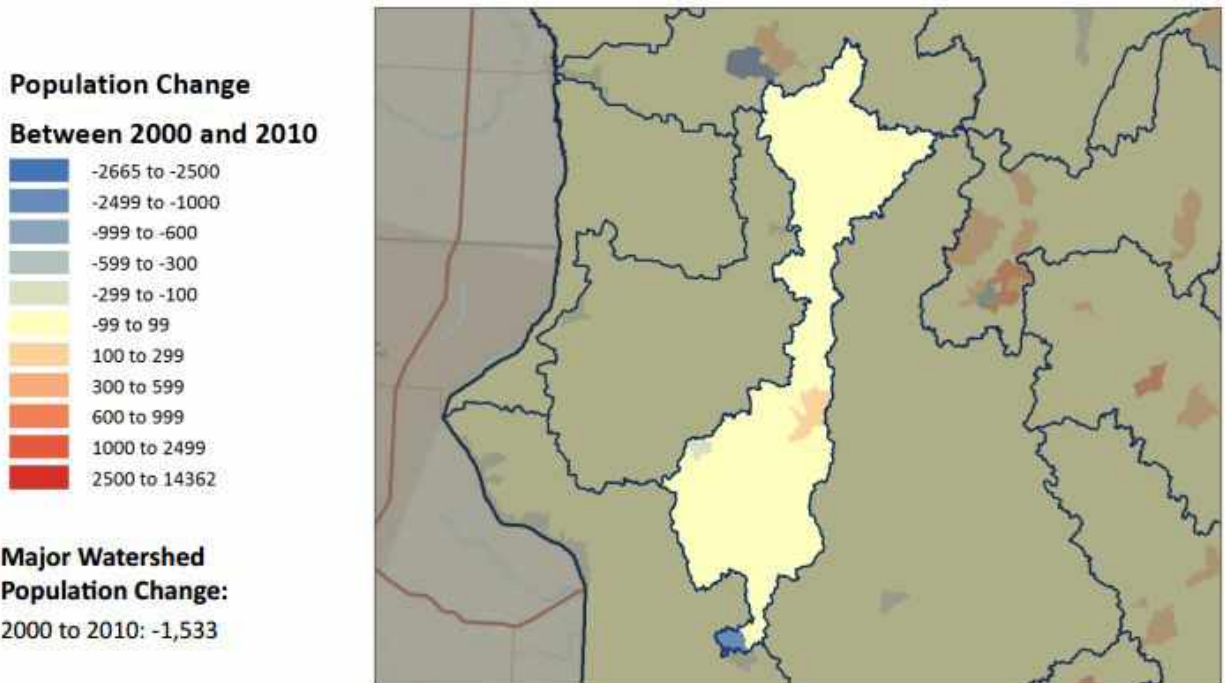 Population Change
Between 2000 and 2010
-2665 to -2500
-2499 to -1000
-999 to -600
-599 to -300
-299 to -100
-99 to 99
100 to 299
300 to 599
600 to 999
1000 to 2499
2500 to 14362
Major Watershed
Population Change:
2000 to 2010: -1,533